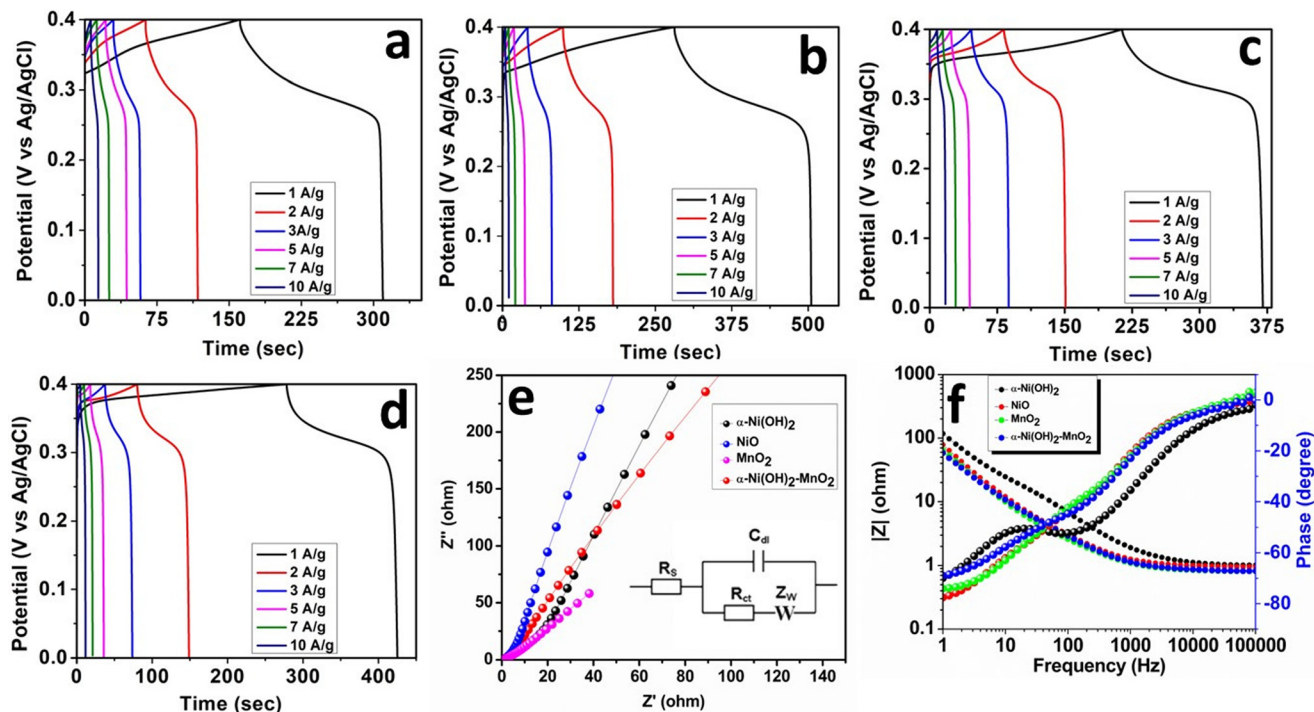 a
Potential (V vs Ag/AgCl)
0.4
0.3
0.2
0.1
0.0
1 A/g
2 A/g
3A/g
5 A/g
7 A/g
10 A/g
0 75 150 225 300
Time (sec)
b
Potential (V vs Ag/AgCl)
0.4
0.3
0.2
0.1
0.0
1 A/g
2 A/g
3 A/g
5 A/g
7 A/g
10 A/g
0 125 250 375 500
Time (sec)
c
Potential (V vs Ag/AgCl)
0.4
0.3
0.2
0.1
0.0
1 A/g
2 A/g
3 A/g
5 A/g
7 A/g
10 A/g
0 75 150 225 300 375
Time (sec)
d
Potential (V vs Ag/AgCl)
0.4
0.3
0.2
0.1
0.0
1 A/g
2 A/g
3 A/g
5 A/g
7 A/g
10 A/g
0 100 200 300 400
Time (sec)
e
Z'' (ohm)
250
200
150
100
50
0
α-Ni(OH)2
NiO
MnO2
α-Ni(OH)2-MnO2
Cdl
RS
Rct
ZW
W
0 20 40 60 80 100 120 140
Z' (ohm)
f
|Z| (ohm)
1000
100
10
1
0.1
α-Ni(OH)2
NiO
MnO2
α-Ni(OH)2-MnO2
0
-20
-40
-60
-80
Phase (degree)
1 10 100 1000 10000 100000
Frequency (Hz)